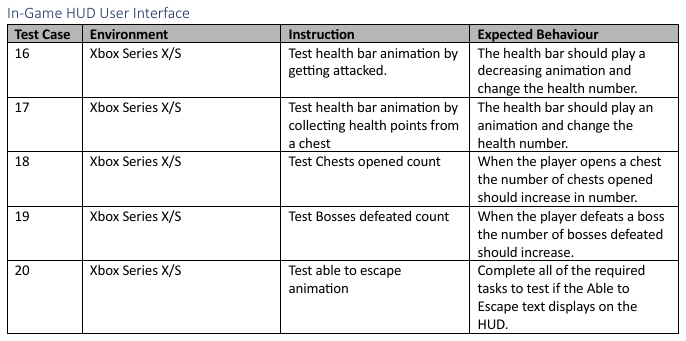 In-Game HUD User Interface
Test Case Environment Instruction Expected Behaviour
16 Xbox Series X/S Test health bar animation by The health bar should play a
getting attacked. decreasing animation and
change the health number.
17 Xbox Series X/S Test health bar animation by The health bar should play an
collecting health points from animation and change the
a chest health number.
18 Xbox Series X/S Test Chests opened count When the player opens a chest
the number of chests opened
should increase in number.
19 Xbox Series X/S Test Bosses defeated count When the player defeats a boss
the number of bosses defeated
should increase.
20 Xbox Series X/S Test able to escape Complete all of the required
animation tasks to test if the Able to
Escape text displays on the
HUD.